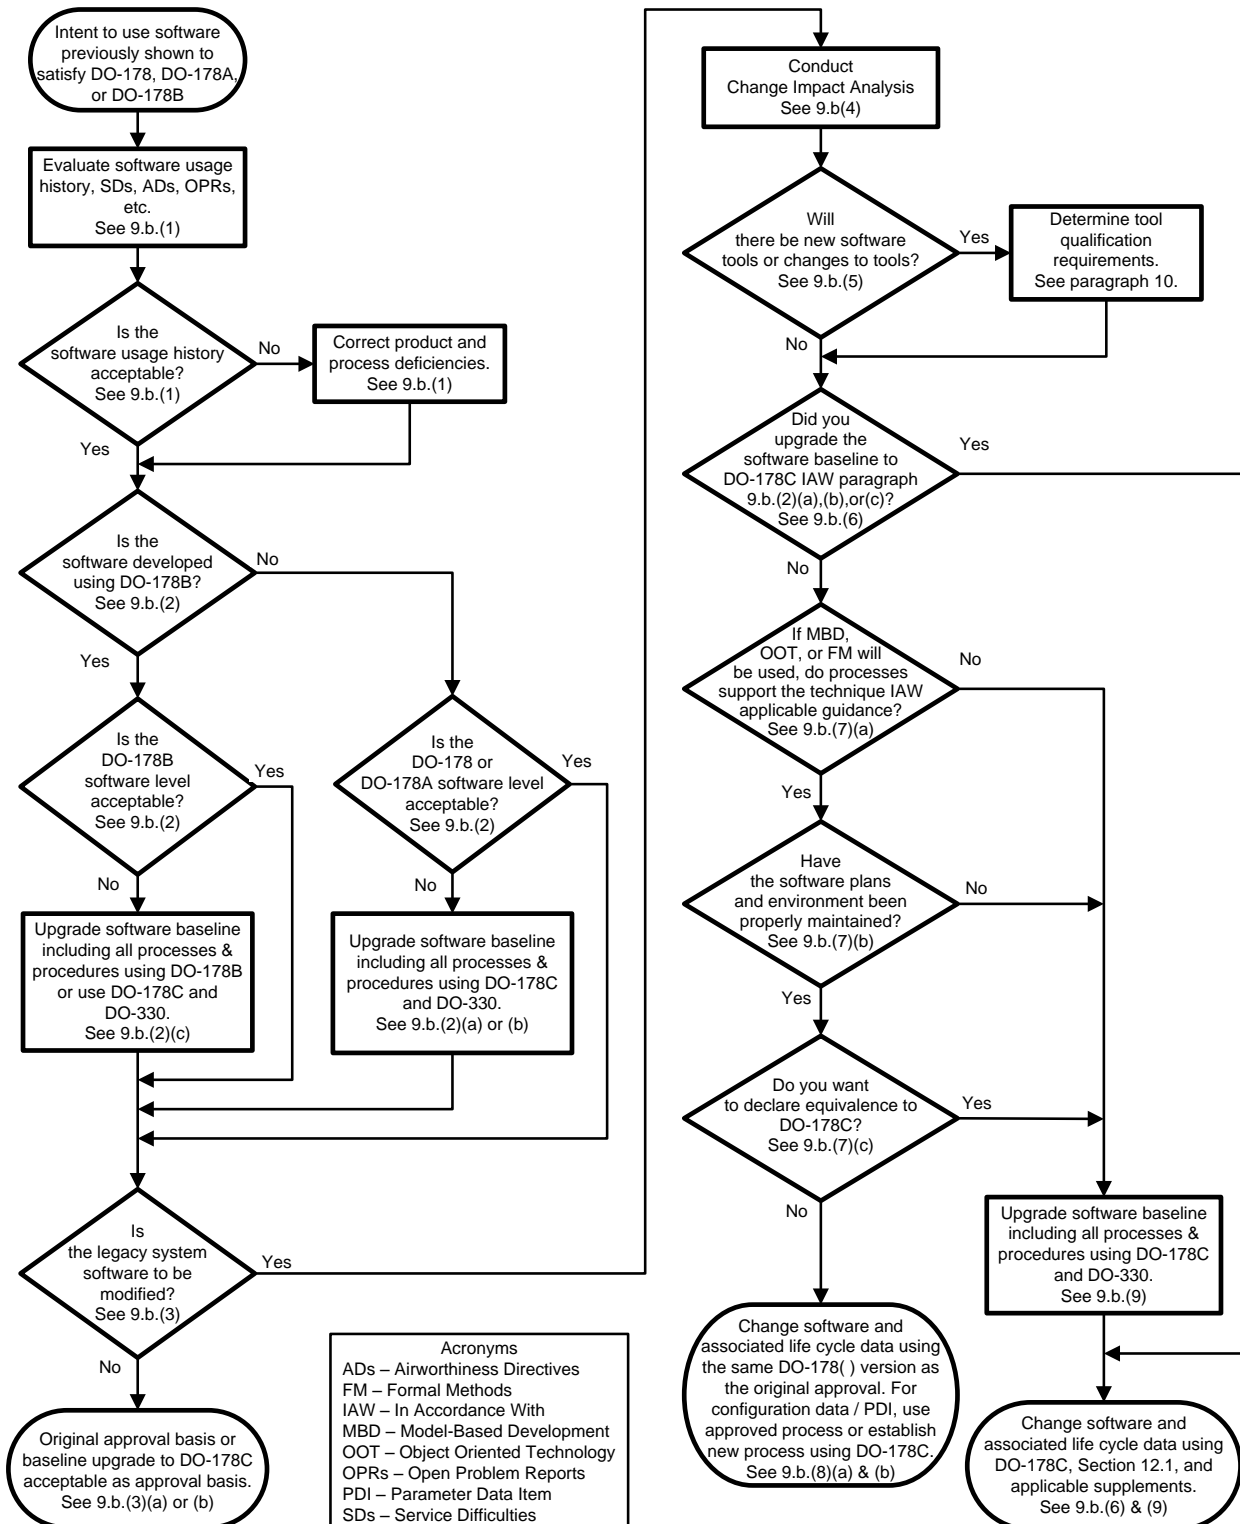 Intent to use software
previously shown to
satisfy DO-178, DO-178A,
or DO-178B
Evaluate software usage
history, SDs, ADs, OPRs,
etc.
See 9.b.(1)
Is the
software usage history
acceptable?
See 9.b.(1)
No
Correct product and
process deficiencies.
See 9.b.(1)
Yes
Is the
software developed
using DO-178B?
See 9.b.(2)
No
Yes
Is the
DO-178B
software level
acceptable?
See 9.b.(2)
Yes
No
Is the
DO-178 or
DO-178A software level
acceptable?
See 9.b.(2)
Yes
No
Upgrade software baseline
including all processes &
procedures using DO-178B
or use DO-178C and
DO-330.
See 9.b.(2)(c)
Upgrade software baseline
including all processes &
procedures using DO-178C
and DO-330.
See 9.b.(2)(a) or (b)
Is
the legacy system
software to be
modified?
See 9.b.(3)
Yes
No
Original approval basis or
baseline upgrade to DO-178C
acceptable as approval basis.
See 9.b.(3)(a) or (b)
Acronyms
ADs – Airworthiness Directives
FM – Formal Methods
IAW – In Accordance With
MBD – Model-Based Development
OOT – Object Oriented Technology
OPRs – Open Problem Reports
PDI – Parameter Data Item
SDs – Service Difficulties
Conduct
Change Impact Analysis
See 9.b(4)
Will
there be new software
tools or changes to tools?
See 9.b.(5)
Yes
Determine tool
qualification
requirements.
See paragraph 10.
No
Did you
upgrade the
software baseline to
DO-178C IAW paragraph
9.b.(2)(a),(b),or(c)?
See 9.b.(6)
Yes
No
If MBD,
OOT, or FM will
be used, do processes
support the technique IAW
applicable guidance?
See 9.b.(7)(a)
No
Yes
Have
the software plans
and environment been
properly maintained?
See 9.b.(7)(b)
No
Yes
Do you want
to declare equivalence to
DO-178C?
See 9.b.(7)(c)
Yes
No
Upgrade software baseline
including all processes &
procedures using DO-178C
and DO-330.
See 9.b.(9)
Change software and
associated life cycle data using
the same DO-178( ) version as
the original approval. For
configuration data / PDI, use
approved process or establish
new process using DO-178C.
See 9.b.(8)(a) & (b)
Change software and
associated life cycle data using
DO-178C, Section 12.1, and
applicable supplements.
See 9.b.(6) & (9)